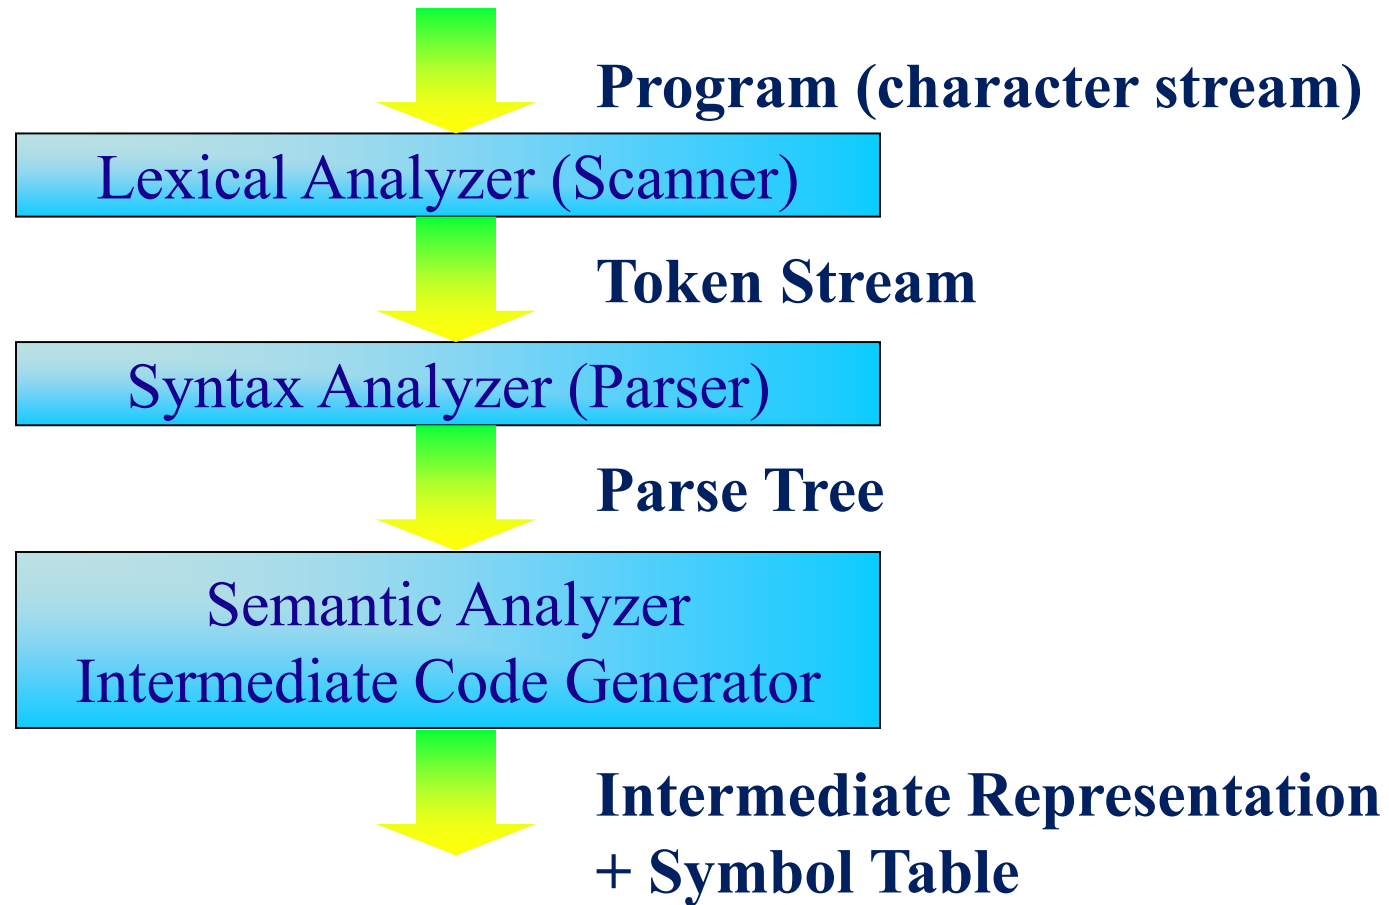 Program (character stream)
Lexical Analyzer (Scanner)
Token Stream
Syntax Analyzer (Parser)
Parse Tree
Semantic Analyzer
Intermediate Code Generator
Intermediate Representation
+ Symbol Table